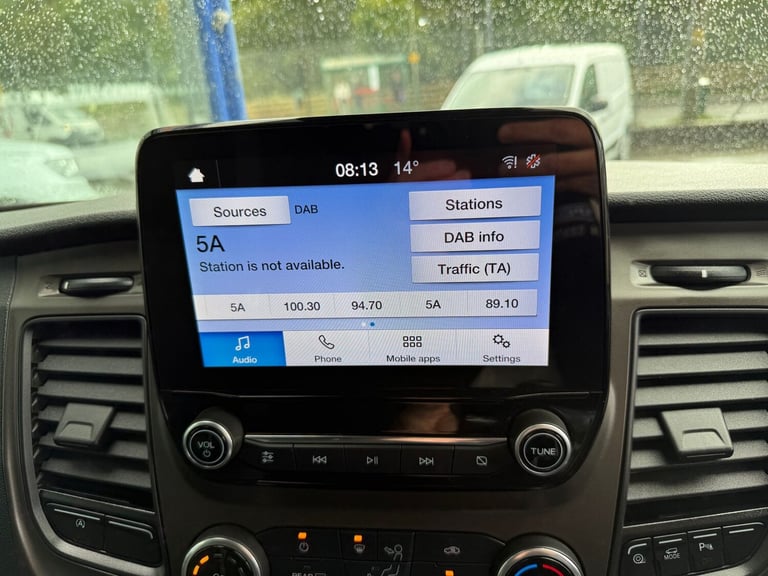 08:13 14°
Sources DAB Stations
5A DAB info
Station is not available.
Traffic (TA)
5A 100.30 94.70 5A 89.10
Audio Phone Mobile apps Settings
VOL TUNE
MODE